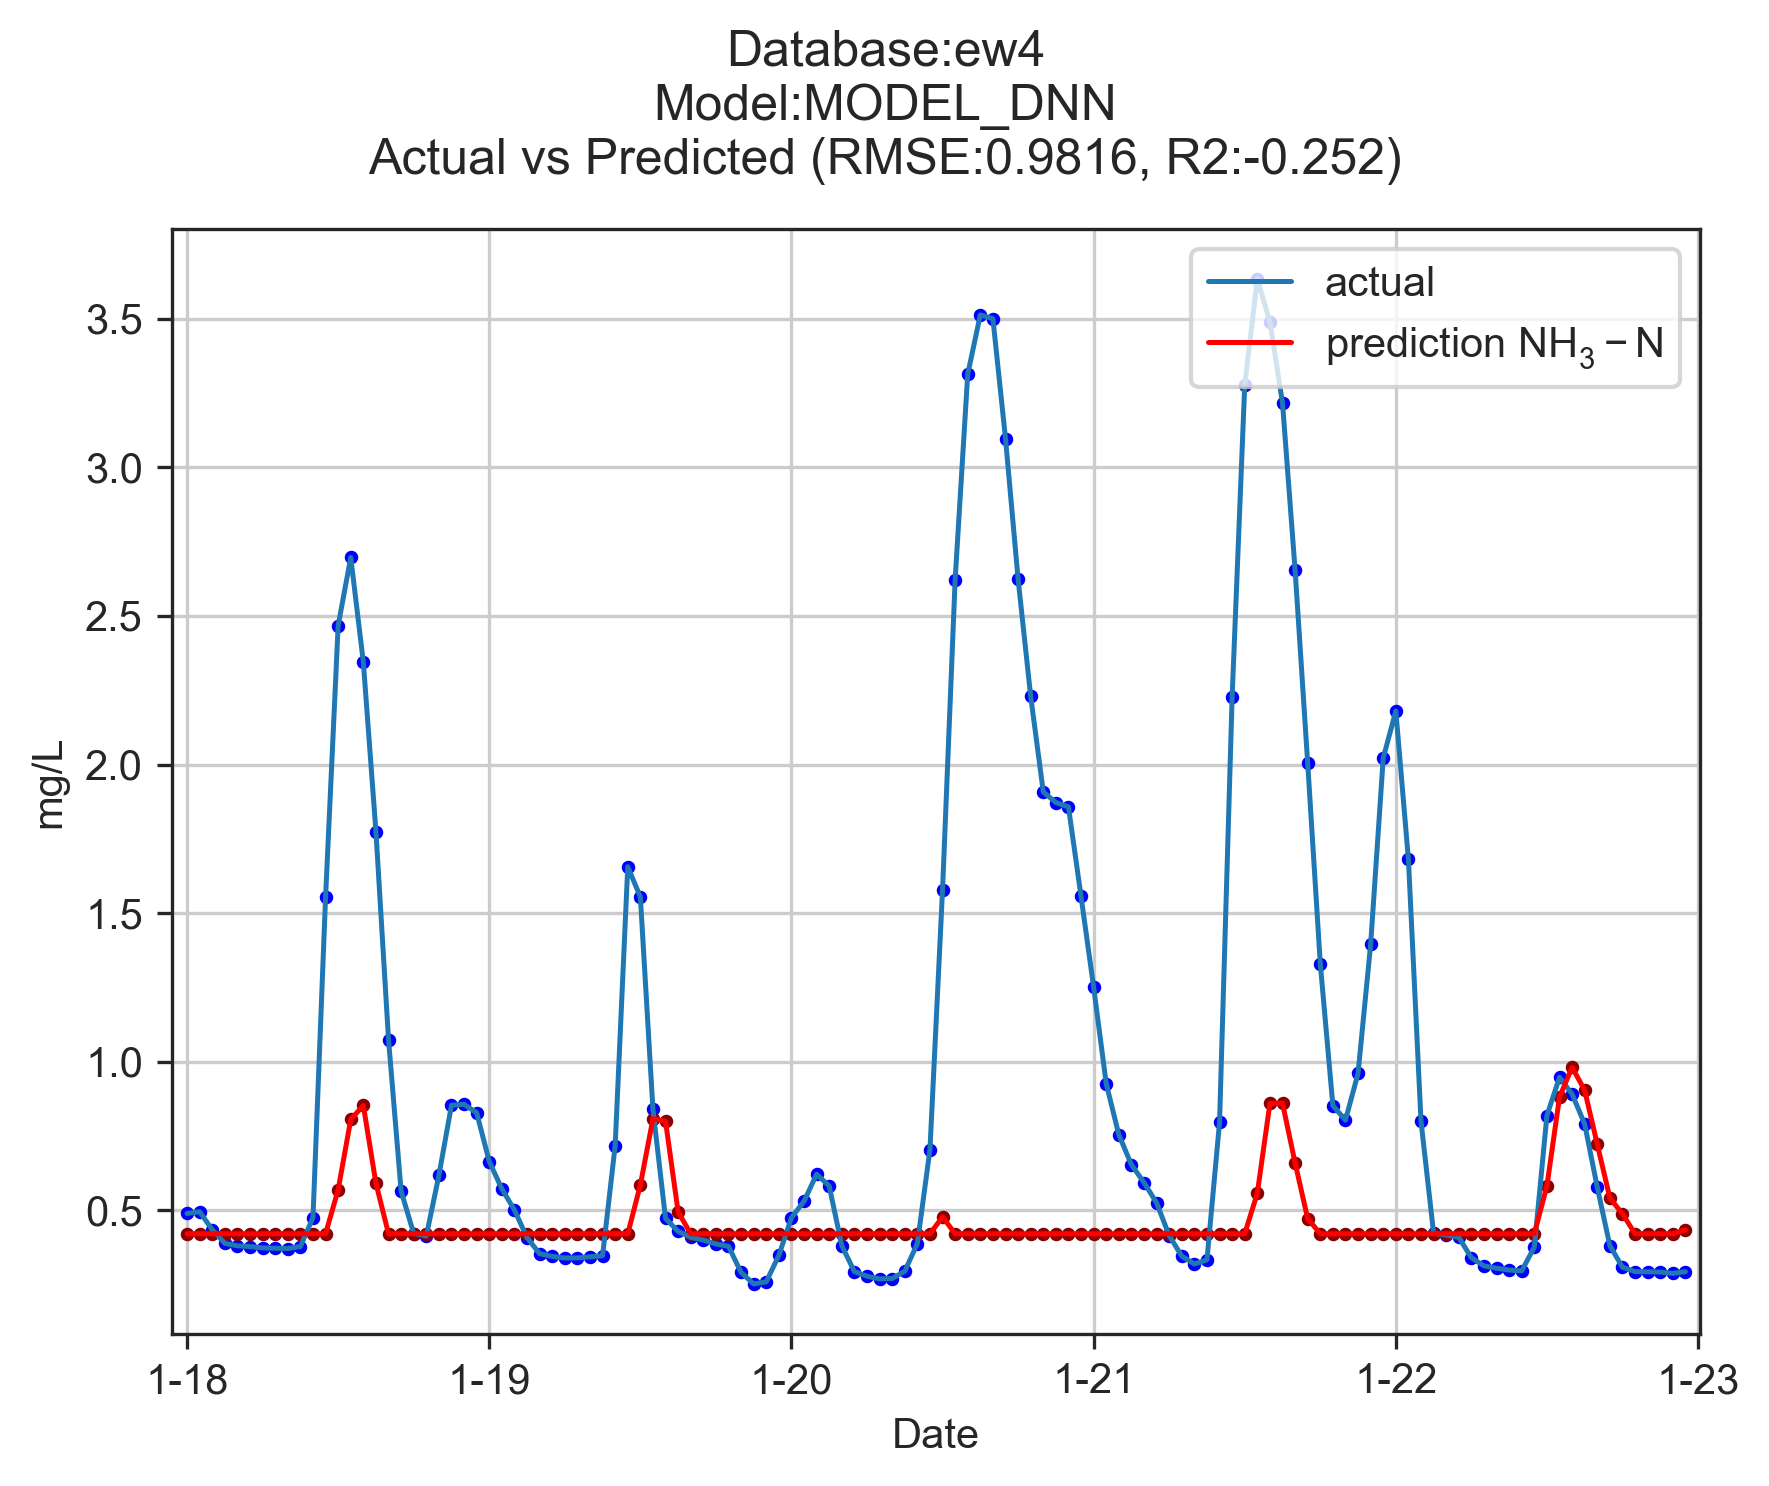 Database:ew4
Model:MODEL_DNN
Actual vs Predicted (RMSE:0.9816, R2:-0.252)
actual
prediction NH₃−N
3.5
3.0
2.5
2.0
1.5
1.0
0.5
mg/L
1-18 1-19 1-20 1-21 1-22 1-23
Date